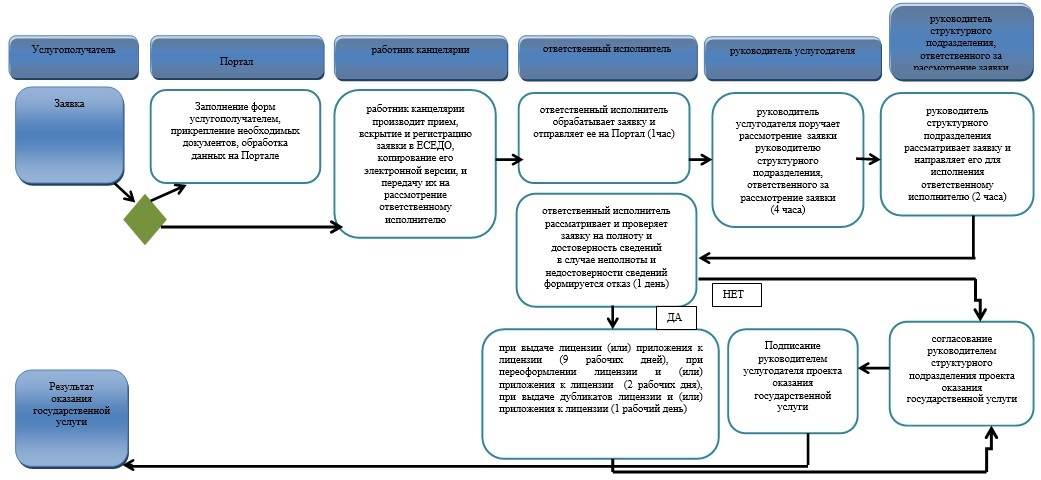 Услугополучатель
Портал
работник канцелярии
ответственный исполнитель
руководитель услугодателя
руководитель
структурного
подразделения,
ответственного за
рассмотрение заявки
Заявка
Заполнение форм
услугополучателем,
прикрепление необходимых
документов, обработка
данных на Портале
работник канцелярии
производит прием,
вскрытие и регистрацию
заявки в ЕСЕДО,
копирование его
электронной версии, и
передачу их на
рассмотрение
ответственному
исполнителю
ответственный исполнитель
обрабатывает заявку и
отправляет ее на Портал (1час)
руководитель
услугодателя поручает
рассмотрение заявки
руководителю
структурного
подразделения,
ответственного за
рассмотрение заявки
(4 часа)
руководитель
структурного
подразделения
рассматривает заявку и
направляет его для
исполнения
ответственному
исполнителю (2 часа)
ответственный исполнитель
рассматривает и проверяет
заявку на полноту и
достоверность сведений
в случае неполноты и
недостоверности сведений
формируется отказ (1 день)
НЕТ
ДА
при выдаче лицензии (или) приложения к
лицензии (9 рабочих дней), при
переоформлении лицензии и (или)
приложения к лицензии (2 рабочих дня),
при выдаче дубликатов лицензии и (или)
приложения к лицензии (1 рабочий день)
Подписание
руководителем
услугодателя проекта
оказания
государственной
услуги
согласование
руководителем
структурного
подразделения проекта
оказания
государственной услуги
Результат
оказания
государственной
услуги